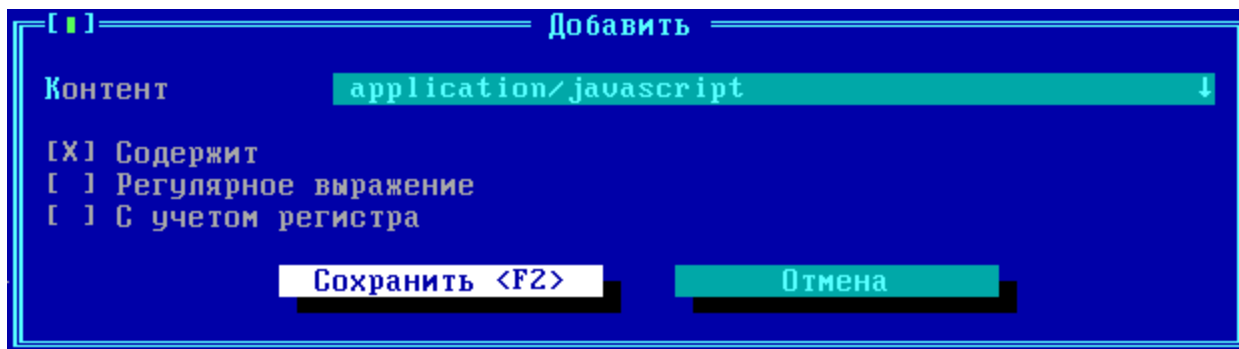 [▮] Добавить
Контент application/javascript ↓
[X] Содержит
[ ] Регулярное выражение
[ ] С учетом регистра
Сохранить <F2> Отмена